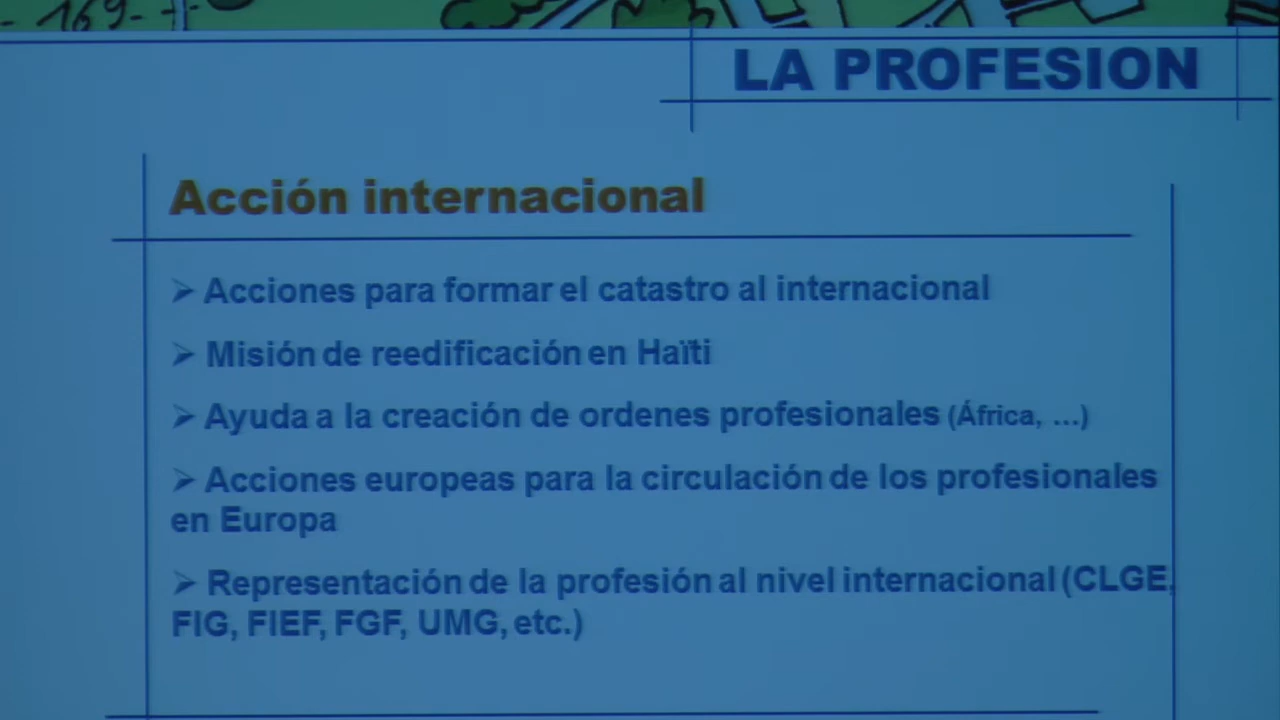 - 169-
LA PROFESION
Acción internacional
➢ Acciones para formar el catastro al internacional
➢ Misión de reedificación en Haïti
➢ Ayuda a la creación de ordenes profesionales (África, ...)
➢ Acciones europeas para la circulación de los profesionales
en Europa
➢ Representación de la profesión al nivel internacional (CLGE,
FIG, FIEF, FGF, UMG, etc.)